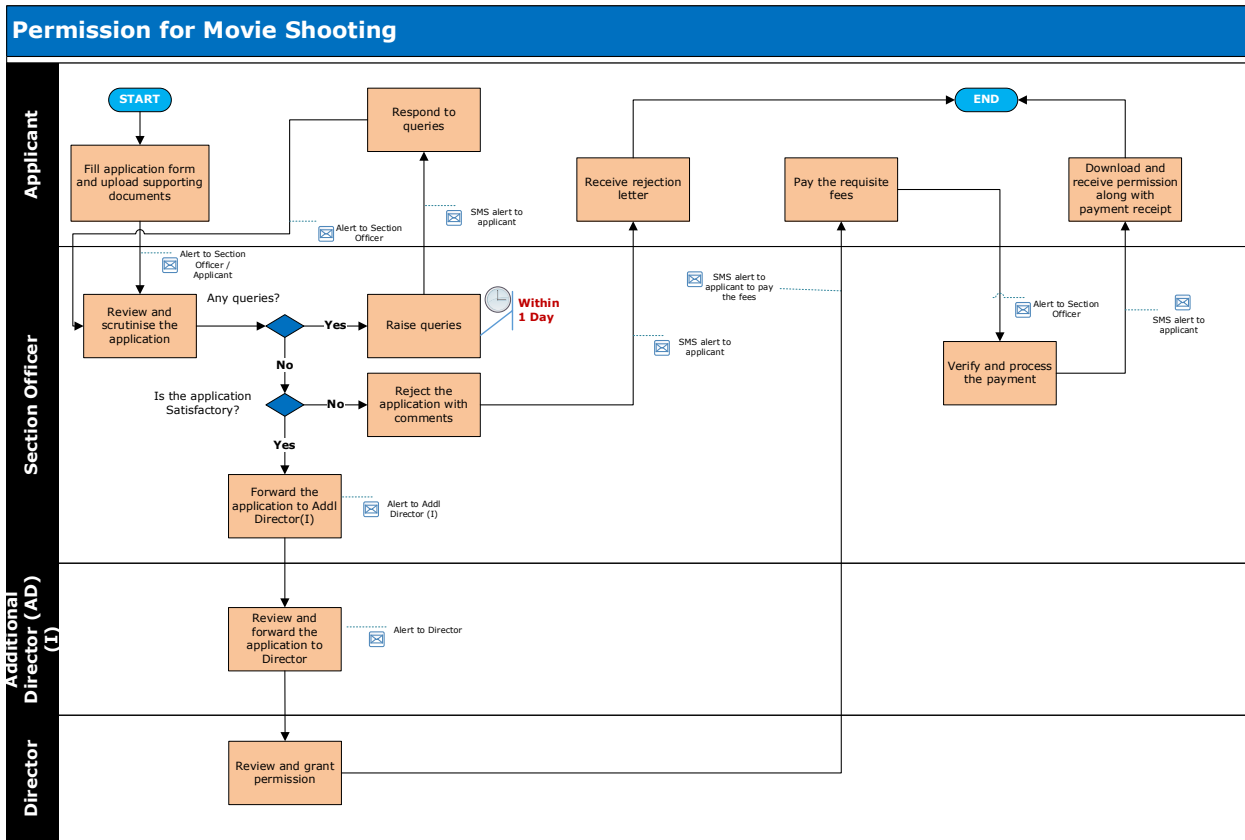 Permission for Movie Shooting
Applicant
START
END
Respond to
queries
Fill application form
and upload supporting
documents
Receive rejection
letter
Pay the requisite
fees
Download and
receive permission
along with
payment receipt
SMS alert to
applicant
Alert to Section
Officer
Alert to Section
Officer /
Applicant
Section Officer
Any queries?
Review and
scrutinise the
application
Yes
Raise queries
Within
1 Day
SMS alert to
applicant to pay
the fees
Alert to Section
Officer
SMS alert to
applicant
SMS alert to
applicant
No
Verify and process
the payment
Is the application
Satisfactory?
No
Reject the
application with
comments
Yes
Forward the
application to Addl
Director(I)
Alert to Addl
Director (I)
Additional
Director (AD)
(I)
Review and
forward the
application to
Director
Alert to Director
Director
Review and grant
permission